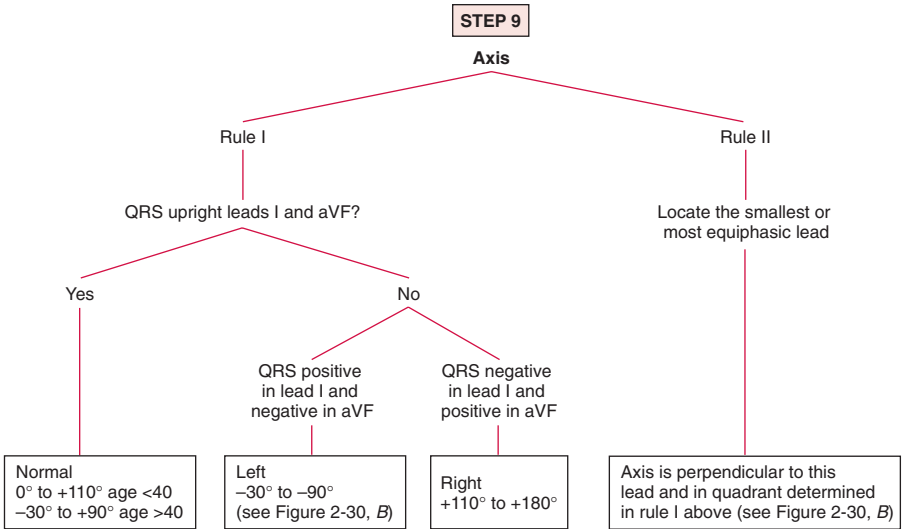 STEP 9
Axis
Rule I
Rule II
QRS upright leads I and aVF?
Locate the smallest or
most equiphasic lead
Yes
No
QRS positive
in lead I and
negative in aVF
QRS negative
in lead I and
positive in aVF
Normal
0° to +110° age <40
–30° to +90° age >40
Left
–30° to –90°
(see Figure 2-30, B)
Right
+110° to +180°
Axis is perpendicular to this
lead and in quadrant determined
in rule I above (see Figure 2-30, B)